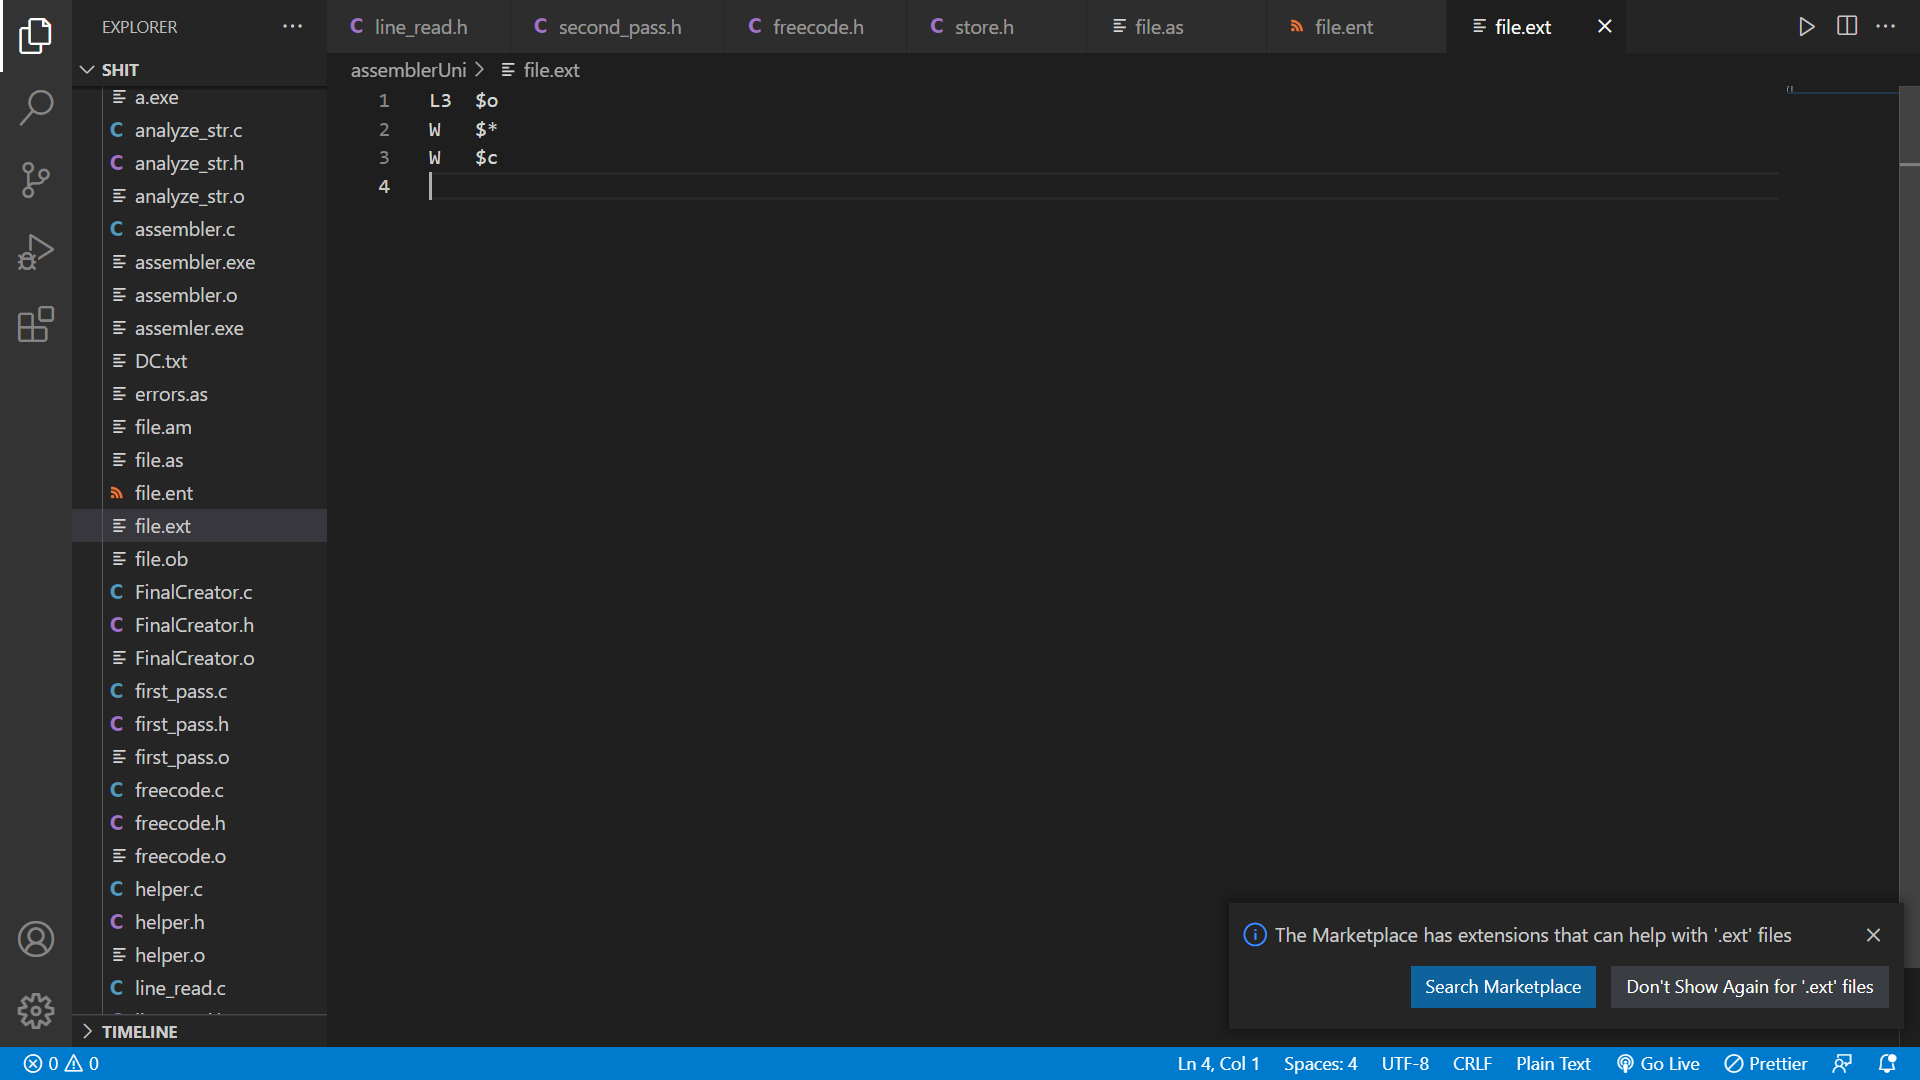 EXPLORER
SHIT
a.exe
analyze_str.c
analyze_str.h
analyze_str.o
assembler.c
assembler.exe
assembler.o
assemler.exe
DC.txt
errors.as
file.am
file.as
file.ent
file.ext
file.ob
FinalCreator.c
FinalCreator.h
FinalCreator.o
first_pass.c
first_pass.h
first_pass.o
freecode.c
freecode.h
freecode.o
helper.c
helper.h
helper.o
line_read.c
TIMELINE
line_read.h second_pass.h freecode.h store.h file.as file.ent file.ext
assemblerUni > file.ext
1 L3 $o
2 W $*
3 W $c
4
The Marketplace has extensions that can help with '.ext' files
Search Marketplace Don't Show Again for '.ext' files
0 0 Ln 4, Col 1 Spaces: 4 UTF-8 CRLF Plain Text Go Live Prettier